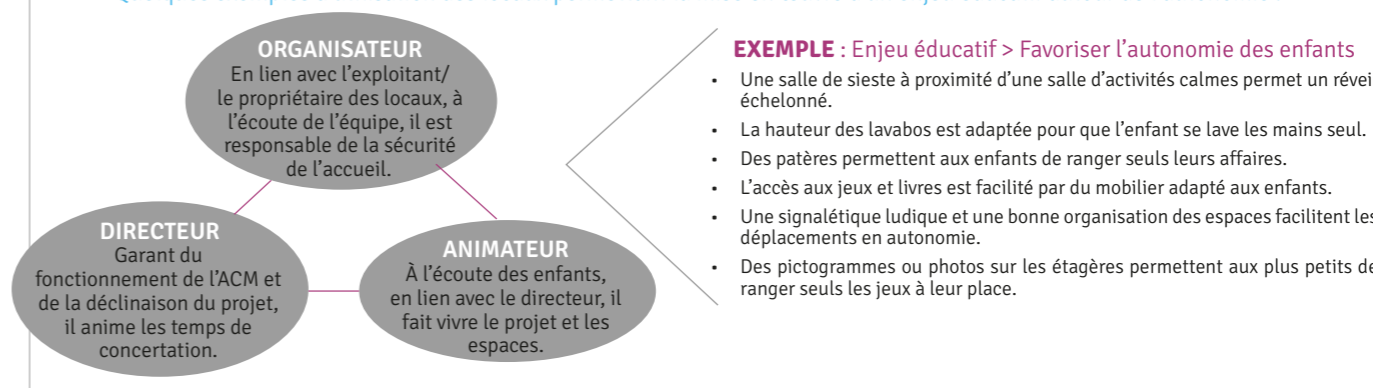 ORGANISATEUR
En lien avec l’exploitant/
le propriétaire des locaux, à
l’écoute de l’équipe, il est
responsable de la sécurité
de l’accueil.
DIRECTEUR
Garant du
fonctionnement de l’ACM et
de la déclinaison du projet,
il anime les temps de
concertation.
ANIMATEUR
À l’écoute des enfants,
en lien avec le directeur, il
fait vivre le projet et les
espaces.
EXEMPLE : Enjeu éducatif > Favoriser l’autonomie des enfants
• Une salle de sieste à proximité d’une salle d’activités calmes permet un révei
échelonné.
• La hauteur des lavabos est adaptée pour que l’enfant se lave les mains seul.
• Des patères permettent aux enfants de ranger seuls leurs affaires.
• L’accès aux jeux et livres est facilité par du mobilier adapté aux enfants.
• Une signalétique ludique et une bonne organisation des espaces facilitent les
déplacements en autonomie.
• Des pictogrammes ou photos sur les étagères permettent aux plus petits de
ranger seuls les jeux à leur place.